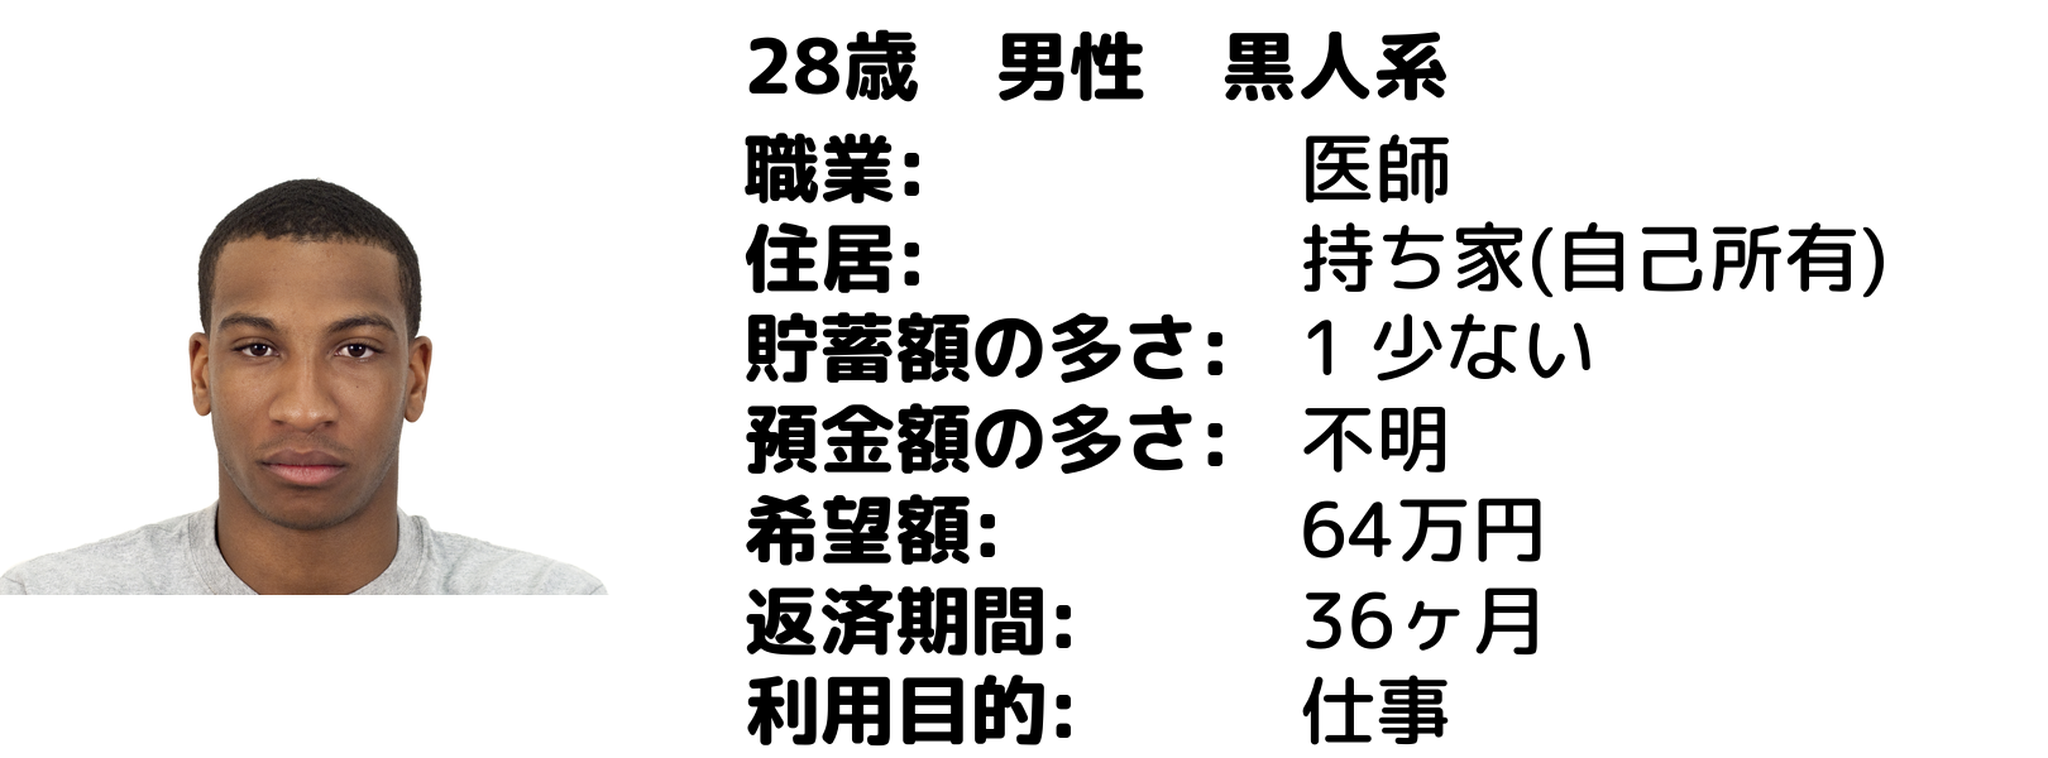 28歳　男性　黒人系
職業: 医師
住居: 持ち家(自己所有)
貯蓄額の多さ: 1 少ない
預金額の多さ: 不明
希望額: 64万円
返済期間: 36ヶ月
利用目的: 仕事